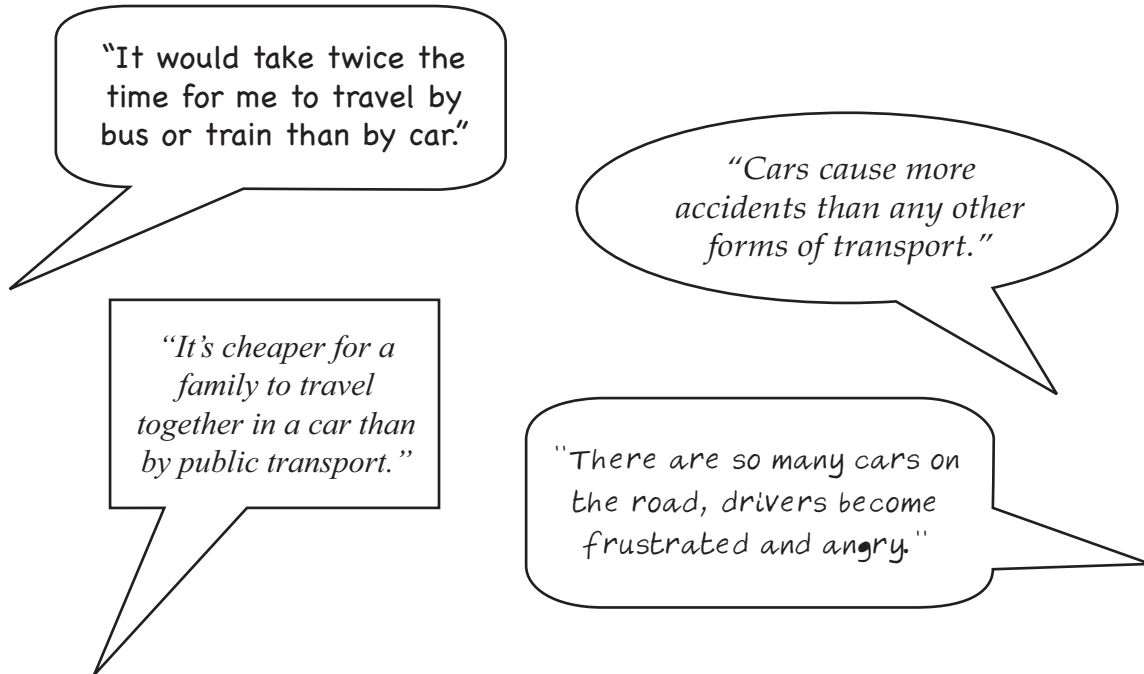 “It would take twice the
time for me to travel by
bus or train than by car.”
“Cars cause more
accidents than any other
forms of transport.”
“It’s cheaper for a
family to travel
together in a car than
by public transport.”
"There are so many cars on
the road, drivers become
frustrated and angry."